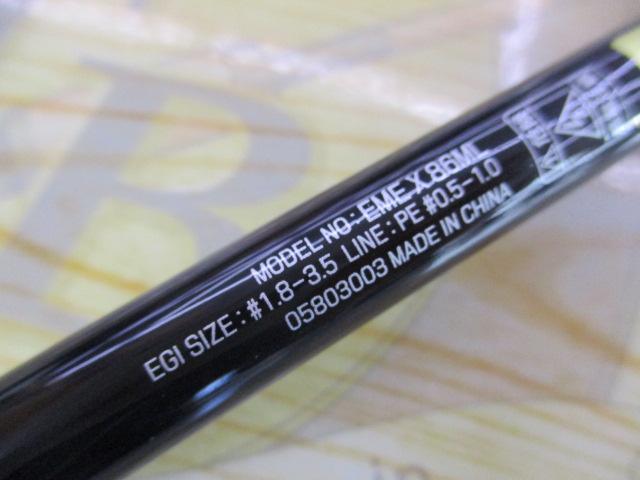 MODEL NO:EME X 86ML
EGI SIZE:#1.8-3.5 LINE:PE #0.5-1.0
05803003 MADE IN CHINA